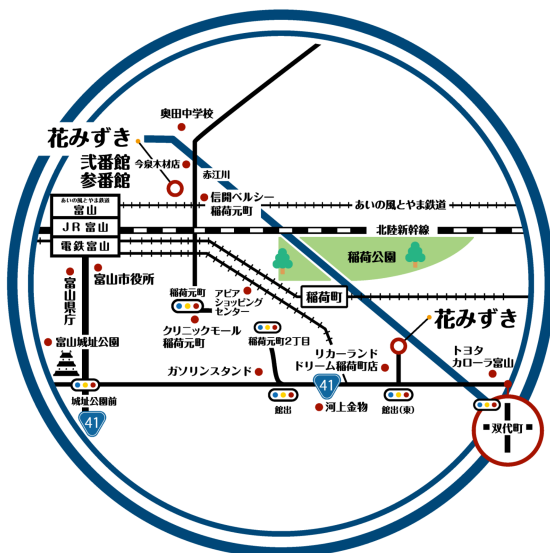 奥田中学校
花みずき
弐番館
参番館
今泉木材店
赤江川
信開ベルシー
稲荷元町
あいの風とやま鉄道
富山
あいの風とやま鉄道
JR 富山
北陸新幹線
電鉄富山
稲荷公園
富山市役所
富山県庁
稲荷元町
アピア
ショッピング
センター
稲荷町
クリニックモール
稲荷元町
花みずき
富山城址公園
稲荷元町2丁目
リカーランド
ドリーム稲荷町店
トヨタ
カローラ富山
ガソリンスタンド
41
城址公園前
館出
河上金物
館出(東)
41
双代町